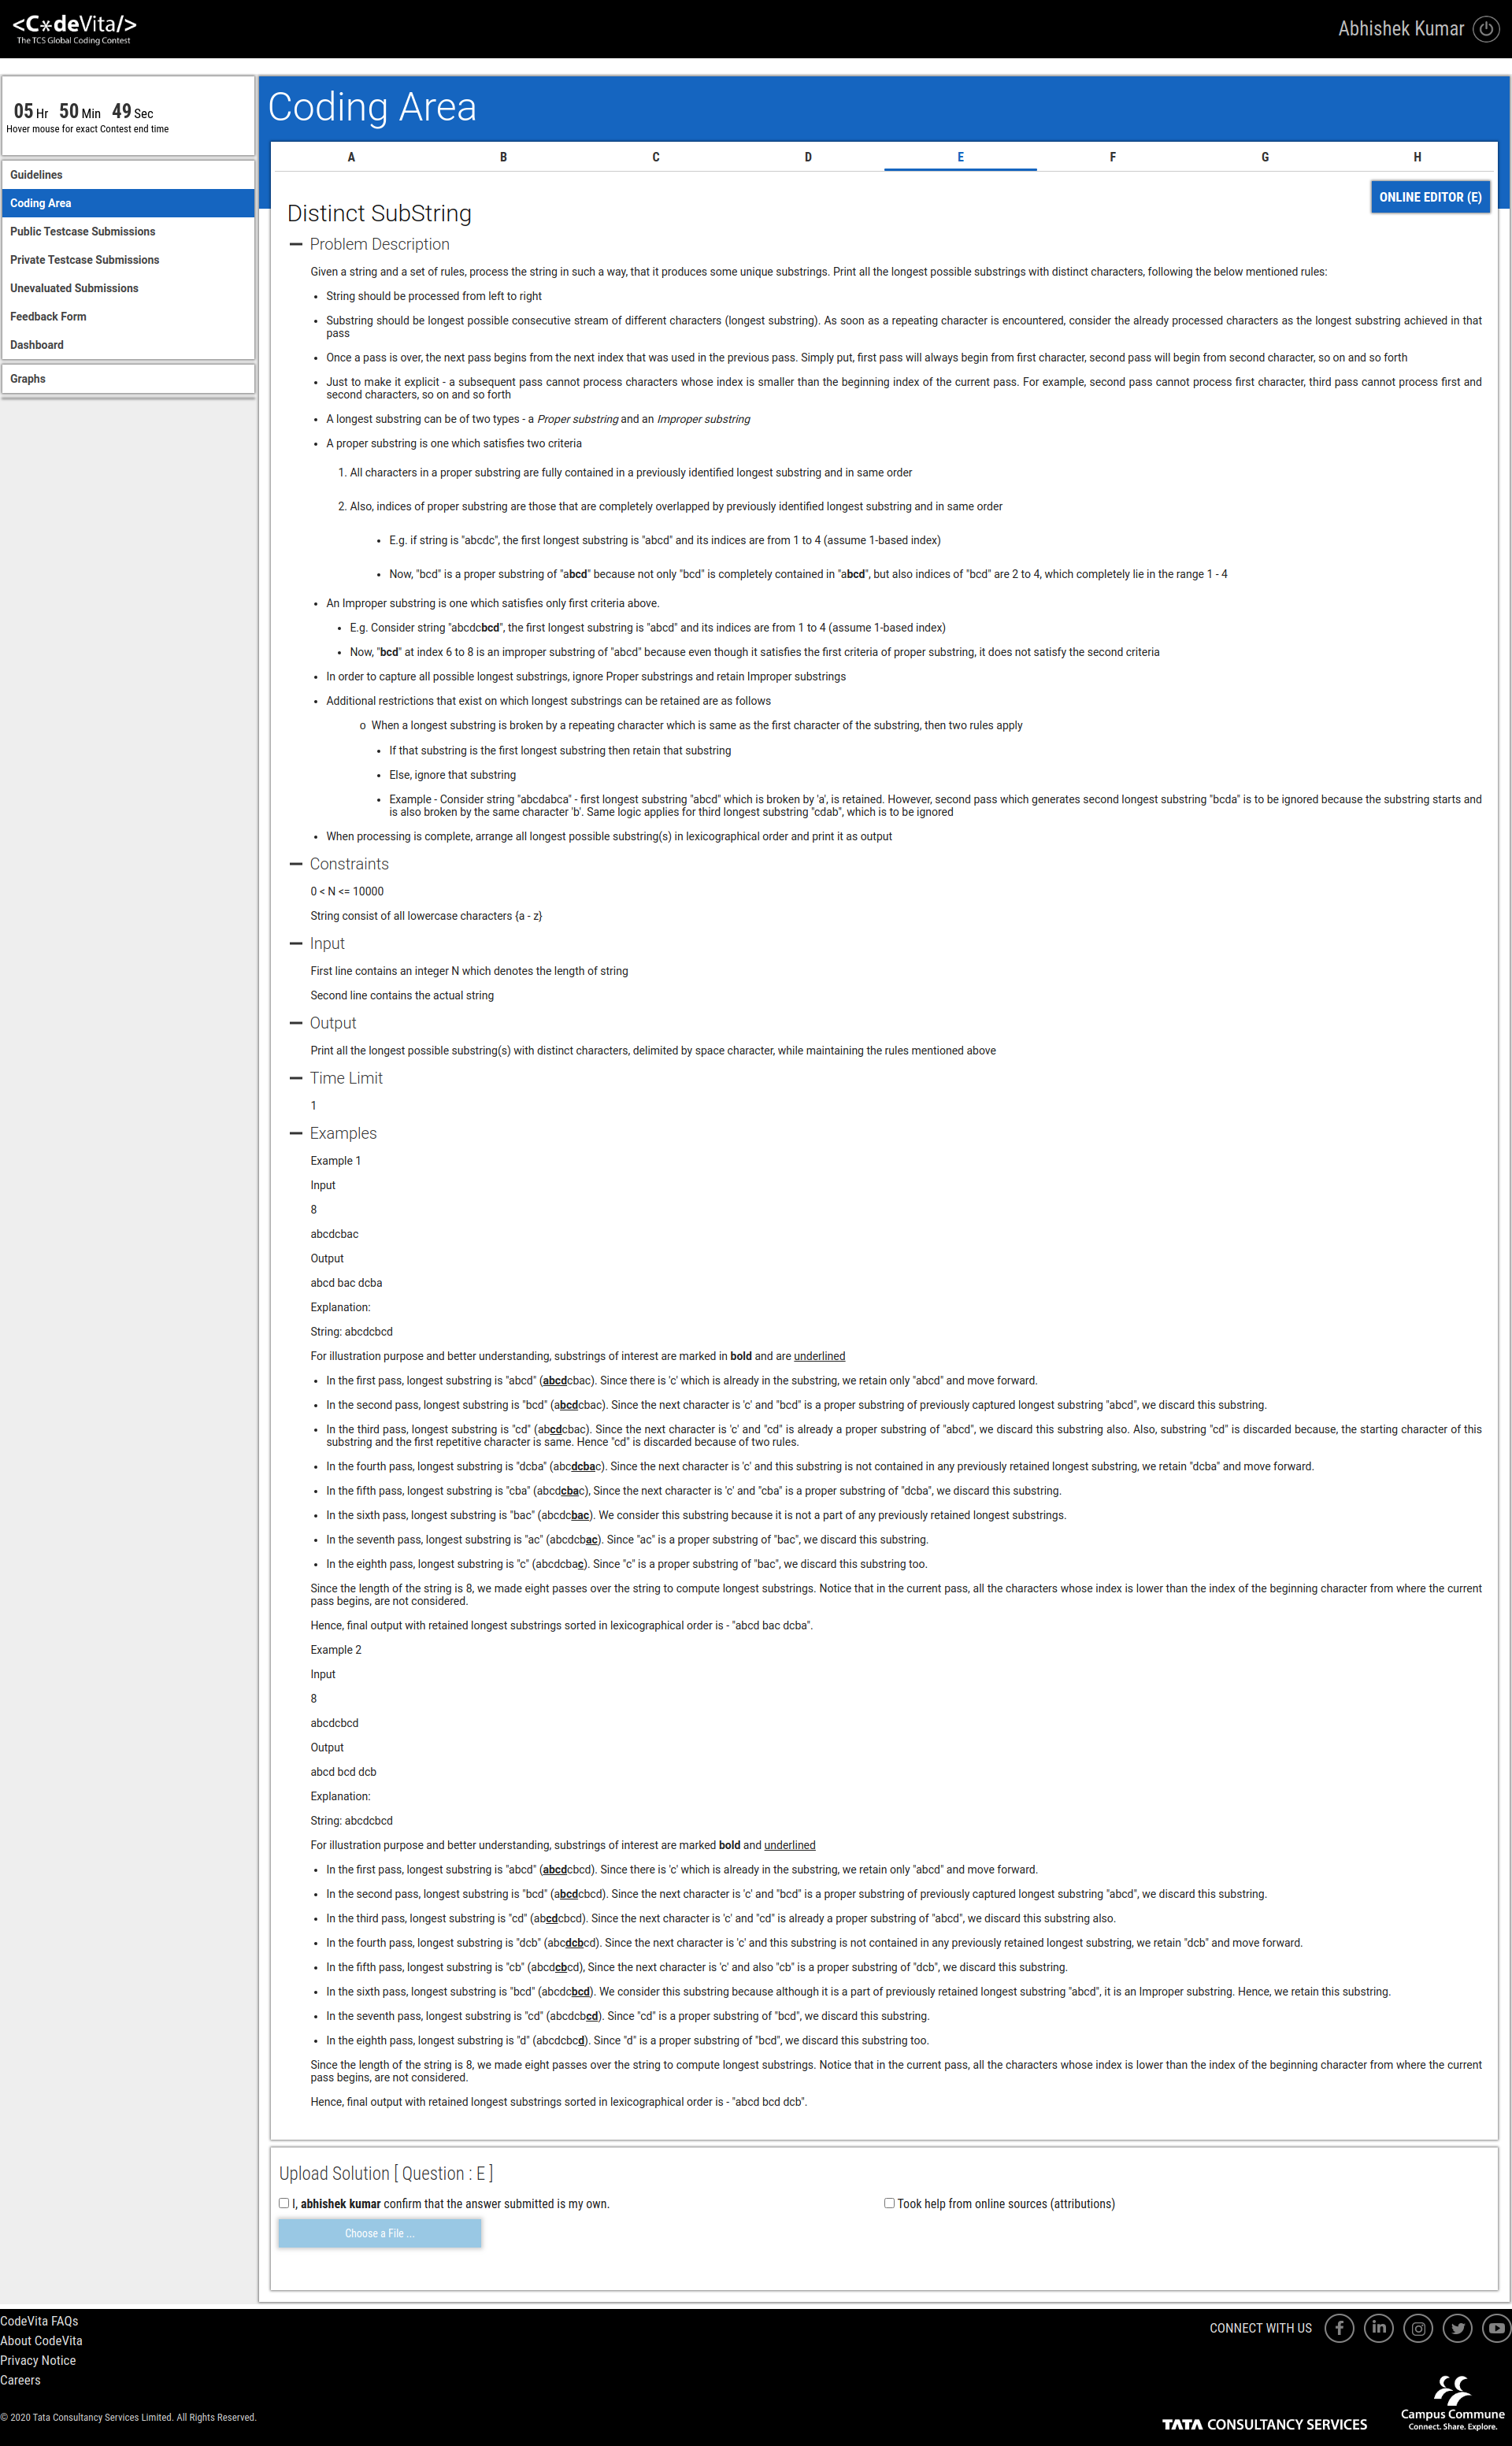 <C*deVita/>
The TCS Global Coding Contest
Abhishek Kumar
05 Hr 50 Min 49 Sec
Hover mouse for exact Contest end time
Guidelines
Coding Area
Public Testcase Submissions
Private Testcase Submissions
Unevaluated Submissions
Feedback Form
Dashboard
Graphs
Coding Area
A B C D E F G H
ONLINE EDITOR (E)
Distinct SubString
Problem Description
Given a string and a set of rules, process the string in such a way, that it produces some unique substrings. Print all the longest possible substrings with distinct characters, following the below mentioned rules:
• String should be processed from left to right
• Substring should be longest possible consecutive stream of different characters (longest substring). As soon as a repeating character is encountered, consider the already processed characters as the longest substring achieved in that
pass
• Once a pass is over, the next pass begins from the next index that was used in the previous pass. Simply put, first pass will always begin from first character, second pass will begin from second character, so on and so forth
• Just to make it explicit - a subsequent pass cannot process characters whose index is smaller than the beginning index of the current pass. For example, second pass cannot process first character, third pass cannot process first and
second characters, so on and so forth
• A longest substring can be of two types - a Proper substring and an Improper substring
• A proper substring is one which satisfies two criteria
1. All characters in a proper substring are fully contained in a previously identified longest substring and in same order
2. Also, indices of proper substring are those that are completely overlapped by previously identified longest substring and in same order
• E.g. if string is "abcdc", the first longest substring is "abcd" and its indices are from 1 to 4 (assume 1-based index)
• Now, "bcd" is a proper substring of "abcd" because not only "bcd" is completely contained in "abcd", but also indices of "bcd" are 2 to 4, which completely lie in the range 1 - 4
• An Improper substring is one which satisfies only first criteria above.
• E.g. Consider string "abcdcbcd", the first longest substring is "abcd" and its indices are from 1 to 4 (assume 1-based index)
• Now, "bcd" at index 6 to 8 is an improper substring of "abcd" because even though it satisfies the first criteria of proper substring, it does not satisfy the second criteria
• In order to capture all possible longest substrings, ignore Proper substrings and retain Improper substrings
• Additional restrictions that exist on which longest substrings can be retained are as follows
o When a longest substring is broken by a repeating character which is same as the first character of the substring, then two rules apply
• If that substring is the first longest substring then retain that substring
• Else, ignore that substring
• Example - Consider string "abcdabca" - first longest substring "abcd" which is broken by 'a', is retained. However, second pass which generates second longest substring "bcda" is to be ignored because the substring starts and
is also broken by the same character 'b'. Same logic applies for third longest substring "cdab", which is to be ignored
• When processing is complete, arrange all longest possible substring(s) in lexicographical order and print it as output
Constraints
0 < N <= 10000
String consist of all lowercase characters {a - z}
Input
First line contains an integer N which denotes the length of string
Second line contains the actual string
Output
Print all the longest possible substring(s) with distinct characters, delimited by space character, while maintaining the rules mentioned above
Time Limit
1
Examples
Example 1
Input
8
abcdcbac
Output
abcd bac dcba
Explanation:
String: abcdcbcd
For illustration purpose and better understanding, substrings of interest are marked in bold and are underlined
• In the first pass, longest substring is "abcd" (abcdcbac). Since there is 'c' which is already in the substring, we retain only "abcd" and move forward.
• In the second pass, longest substring is "bcd" (abcdcbac). Since the next character is 'c' and "bcd" is a proper substring of previously captured longest substring "abcd", we discard this substring.
• In the third pass, longest substring is "cd" (abcdcbac). Since the next character is 'c' and "cd" is already a proper substring of "abcd", we discard this substring also. Also, substring "cd" is discarded because, the starting character of this
substring and the first repetitive character is same. Hence "cd" is discarded because of two rules.
• In the fourth pass, longest substring is "dcba" (abcdcbac). Since the next character is 'c' and this substring is not contained in any previously retained longest substring, we retain "dcba" and move forward.
• In the fifth pass, longest substring is "cba" (abcdcbac), Since the next character is 'c' and "cba" is a proper substring of "dcba", we discard this substring.
• In the sixth pass, longest substring is "bac" (abcdcbac). We consider this substring because it is not a part of any previously retained longest substrings.
• In the seventh pass, longest substring is "ac" (abcdcbac). Since "ac" is a proper substring of "bac", we discard this substring.
• In the eighth pass, longest substring is "c" (abcdcbac). Since "c" is a proper substring of "bac", we discard this substring too.
Since the length of the string is 8, we made eight passes over the string to compute longest substrings. Notice that in the current pass, all the characters whose index is lower than the index of the beginning character from where the current
pass begins, are not considered.
Hence, final output with retained longest substrings sorted in lexicographical order is - "abcd bac dcba".
Example 2
Input
8
abcdcbcd
Output
abcd bcd dcb
Explanation:
String: abcdcbcd
For illustration purpose and better understanding, substrings of interest are marked bold and underlined
• In the first pass, longest substring is "abcd" (abcdcbcd). Since there is 'c' which is already in the substring, we retain only "abcd" and move forward.
• In the second pass, longest substring is "bcd" (abcdcbcd). Since the next character is 'c' and "bcd" is a proper substring of previously captured longest substring "abcd", we discard this substring.
• In the third pass, longest substring is "cd" (abcdcbcd). Since the next character is 'c' and "cd" is already a proper substring of "abcd", we discard this substring also.
• In the fourth pass, longest substring is "dcb" (abcdcbcd). Since the next character is 'c' and this substring is not contained in any previously retained longest substring, we retain "dcb" and move forward.
• In the fifth pass, longest substring is "cb" (abcdcbcd), Since the next character is 'c' and also "cb" is a proper substring of "dcb", we discard this substring.
• In the sixth pass, longest substring is "bcd" (abcdcbcd). We consider this substring because although it is a part of previously retained longest substring "abcd", it is an Improper substring. Hence, we retain this substring.
• In the seventh pass, longest substring is "cd" (abcdcbcd). Since "cd" is a proper substring of "bcd", we discard this substring.
• In the eighth pass, longest substring is "d" (abcdcbcd). Since "d" is a proper substring of "bcd", we discard this substring too.
Since the length of the string is 8, we made eight passes over the string to compute longest substrings. Notice that in the current pass, all the characters whose index is lower than the index of the beginning character from where the current
pass begins, are not considered.
Hence, final output with retained longest substrings sorted in lexicographical order is - "abcd bcd dcb".
Upload Solution [ Question : E ]
I, abhishek kumar confirm that the answer submitted is my own.
Took help from online sources (attributions)
Choose a File ...
CodeVita FAQs
About CodeVita
Privacy Notice
Careers
CONNECT WITH US
© 2020 Tata Consultancy Services Limited. All Rights Reserved.
TATA CONSULTANCY SERVICES
Campus Commune
Connect. Share. Explore.